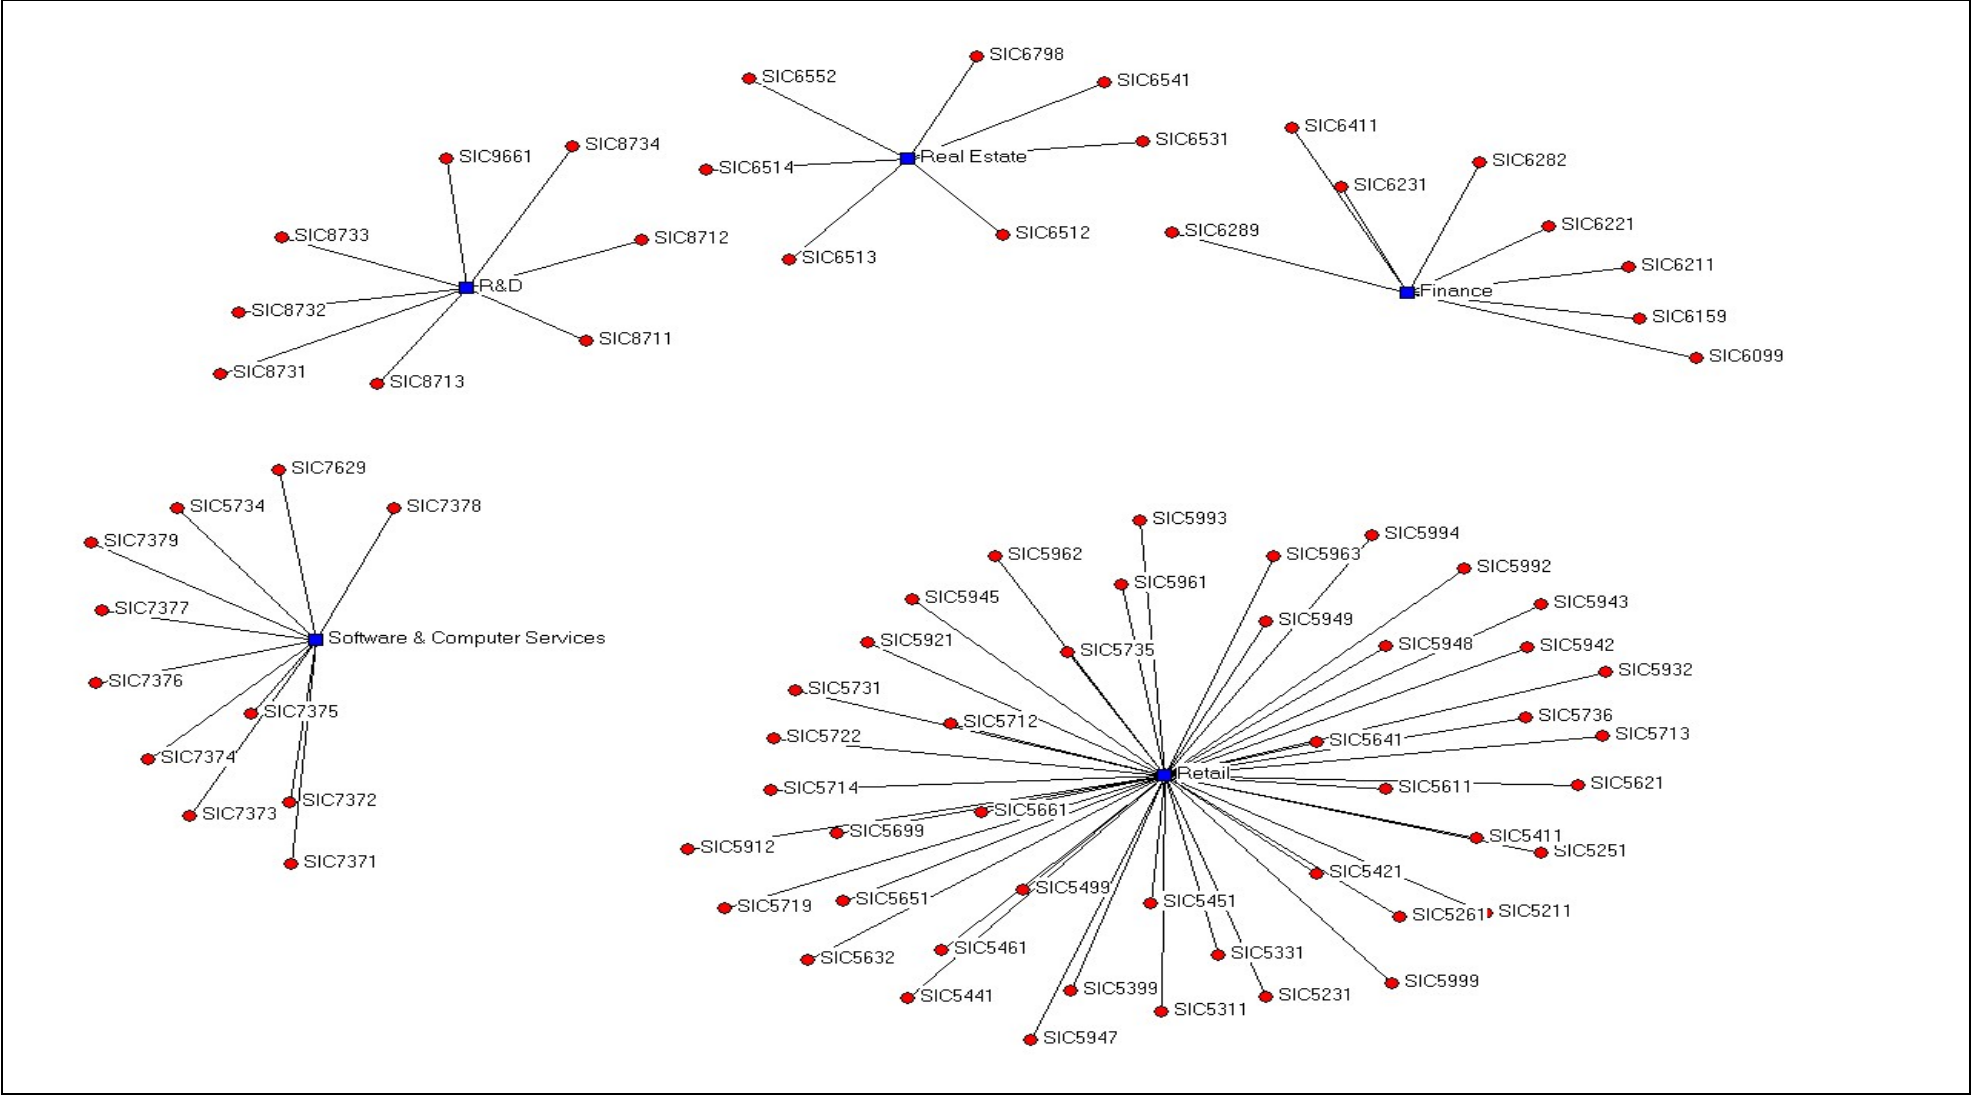 SIC6798
SIC6552
SIC6541
SIC6411
SIC9661
SIC8734
SIC6531
Real Estate
SIC6514
SIC6282
SIC6231
SIC8733
SIC8712
SIC6512
SIC6289
SIC6221
SIC6513
SIC6211
R&D
Finance
SIC8732
SIC6159
SIC8711
SIC6099
SIC8731
SIC8713
SIC7629
SIC5734
SIC7378
SIC7379
SIC7377
Software & Computer Services
SIC7376
SIC7375
SIC7374
SIC7372
SIC7373
SIC7371
SIC5993
SIC5994
SIC5962
SIC5963
SIC5992
SIC5961
SIC5945
SIC5943
SIC5949
SIC5921
SIC5735
SIC5948
SIC5942
SIC5932
SIC5731
SIC5712
SIC5736
SIC5722
SIC5641
SIC5713
Retail
SIC5714
SIC5611
SIC5621
SIC5661
SIC5699
SIC5411
SIC5912
SIC5251
SIC5421
SIC5499
SIC5719
SIC5651
SIC5451
SIC5261
SIC5211
SIC5632
SIC5461
SIC5331
SIC5999
SIC5441
SIC5399
SIC5231
SIC5311
SIC5947